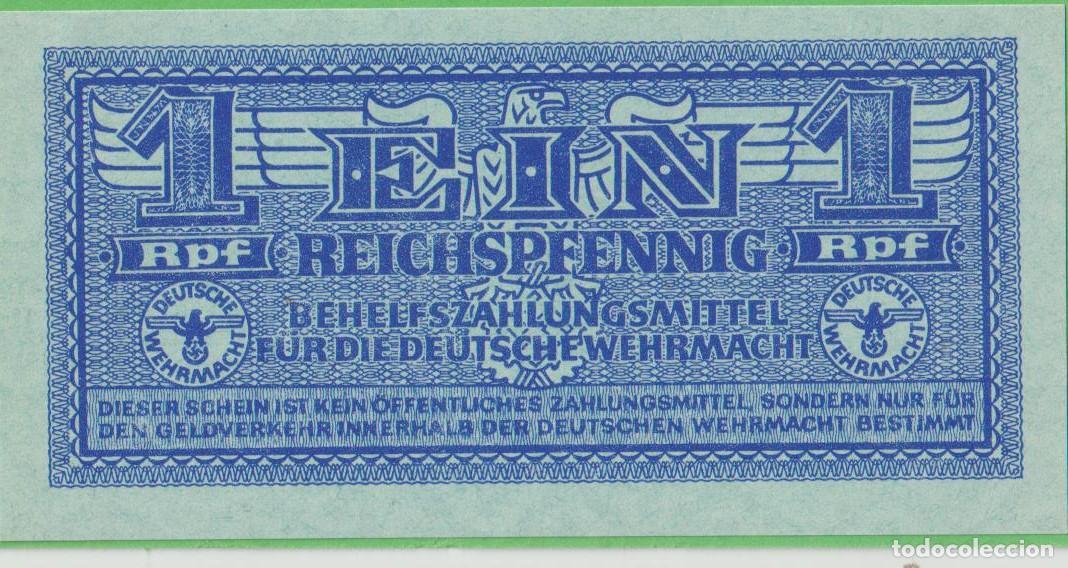 1 EIN 1
Rpf REICHSPFENNIG Rpf
BEHELFSZAHLUNGSMITTEL
FÜR DIE DEUTSCHE WEHRMACHT
DEUTSCHE WEHRMACHT
DEUTSCHE WEHRMACHT
DIESER SCHEIN IST KEIN ÖFFENTLICHES ZAHLUNGSMITTEL, SONDERN NUR FÜR
DEN GELDVERKEHR INNERHALB DER DEUTSCHEN WEHRMACHT BESTIMMT
todocoleccion